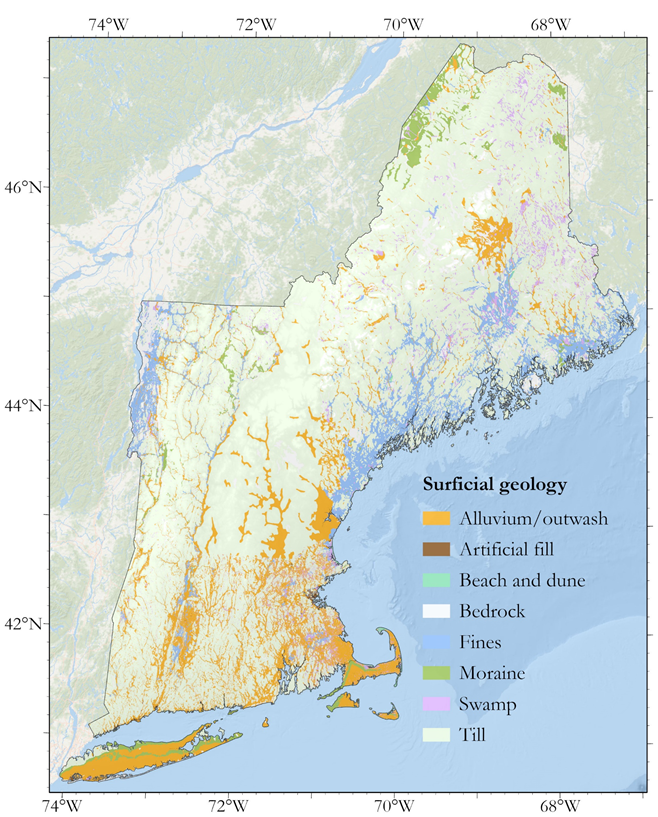 74°W 72°W 70°W 68°W
46°N
44°N
42°N
Surficial geology
Alluvium/outwash
Artificial fill
Beach and dune
Bedrock
Fines
Moraine
Swamp
Till
74°W 72°W 70°W 68°W